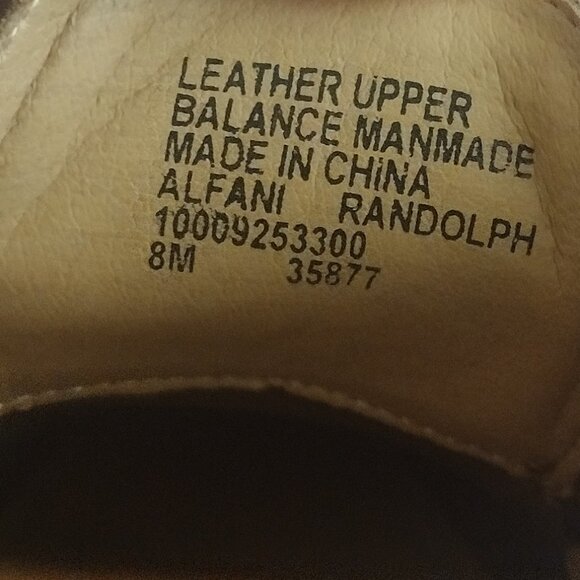 LEATHER UPPER
BALANCE MANMADE
MADE IN CHINA
ALFANI RANDOLPH
10009253300
8M 35877